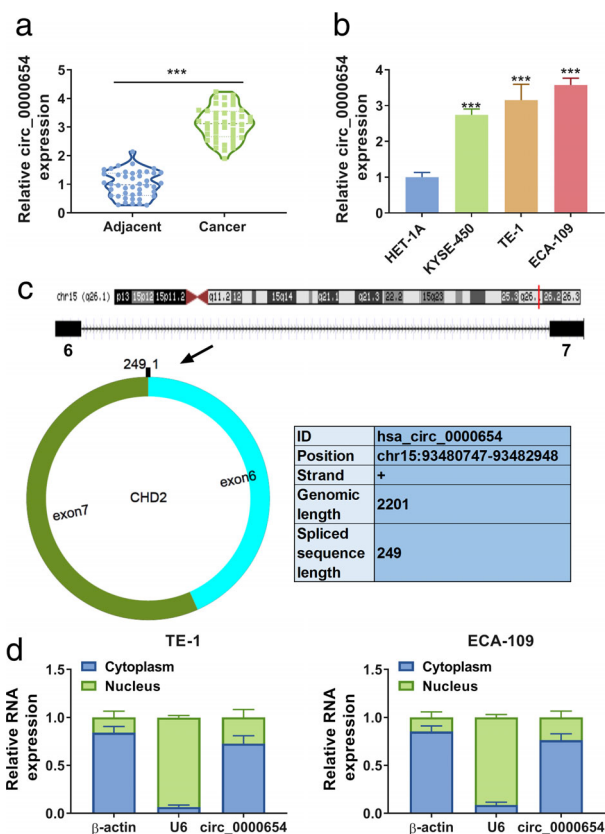 a
***
Relative circ_0000654
expression
5
4
3
2
1
0
Adjacent
Cancer
b
***
***
***
Relative circ_0000654
expression
4
3
2
1
0
HET-1A
KYSE-450
TE-1
ECA-109
c
chr15 (q26.1)
p13
15p12
15p11.2
q11.2
12
15q14
q21.1
q21.3
22.2
15q23
25.3
q26.1
26.2
26.3
6
7
249
1
exon7
CHD2
exon6
ID hsa_circ_0000654
Position chr15:93480747-93482948
Strand +
Genomic
length 2201
Spliced
sequence
length 249
d
TE-1
Cytoplasm
Nucleus
Relative RNA
expression
1.5
1.0
0.5
0.0
β-actin
U6
circ_0000654
ECA-109
Cytoplasm
Nucleus
Relative RNA
expression
1.5
1.0
0.5
0.0
β-actin
U6
circ_0000654